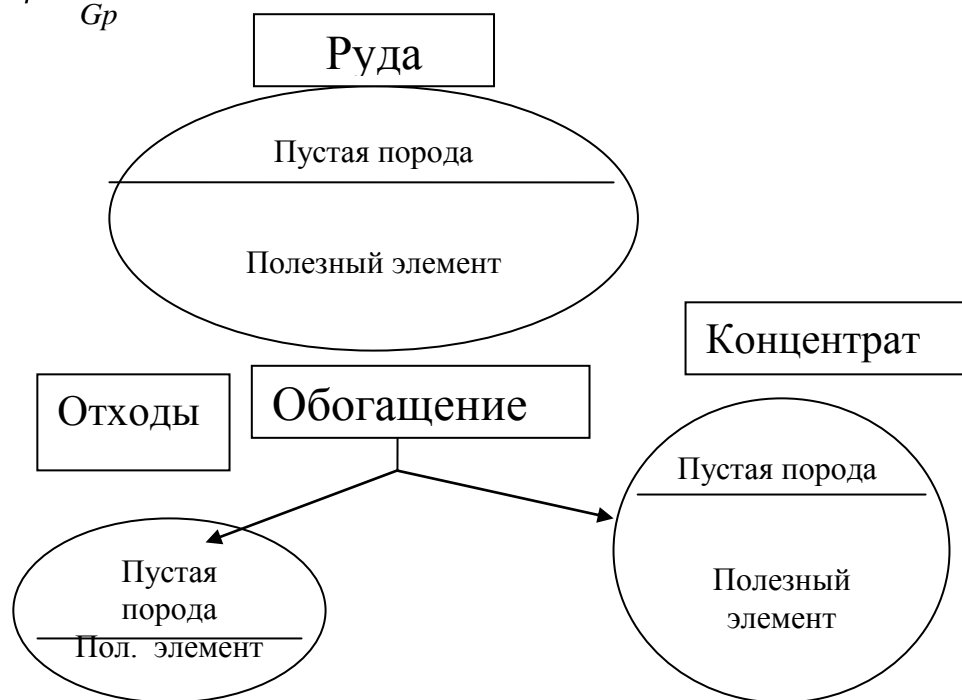 Gp
Руда
Пустая порода
Полезный элемент
Концентрат
Отходы
Обогащение
Пустая порода
Полезный
элемент
Пустая
порода
Пол. элемент